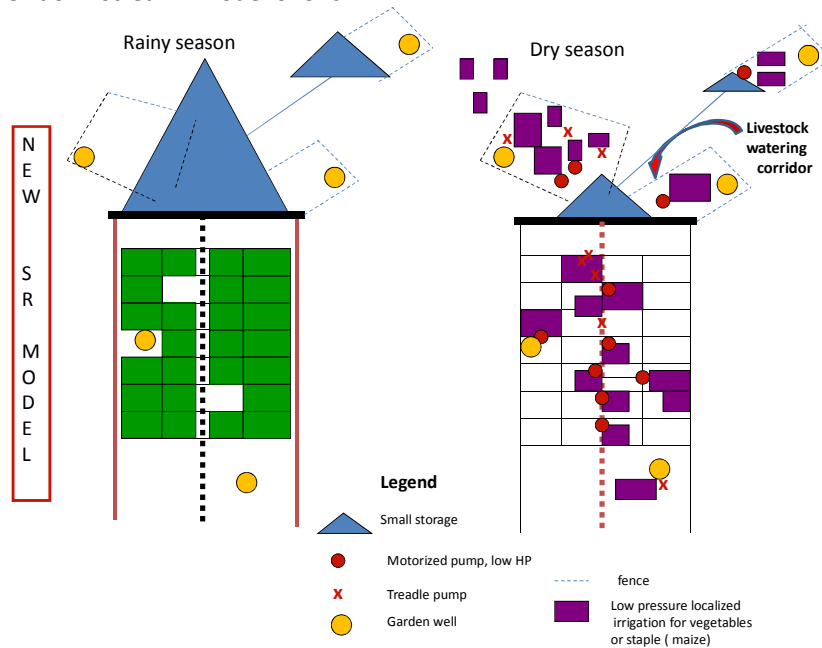 Rainy season
Dry season
Livestock
watering
corridor
N
E
W
SR
M
O
D
E
L
Legend
Small storage
Motorized pump, low HP
x Treadle pump
Garden well
fence
Low pressure localized
irrigation for vegetables
or staple ( maize)